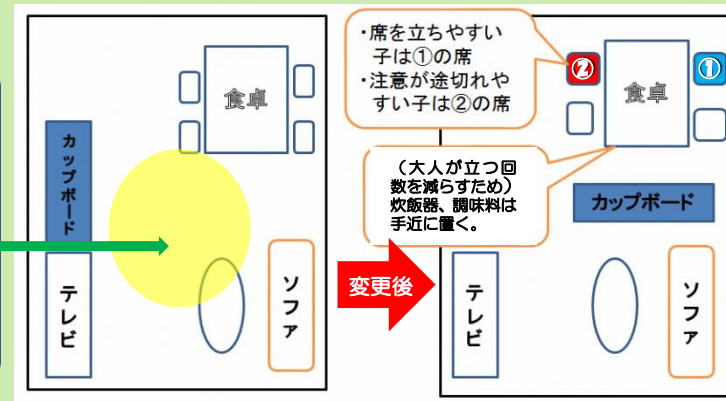 食卓
カップボード
テレビ
ソファ
変更後
・席を立ちやすい
子は①の席
・注意が途切れや
すい子は②の席
②
食卓
①
（大人が立つ回
数を減らすため）
炊飯器、調味料は
手近に置く。
カップボード
テレビ
ソファ